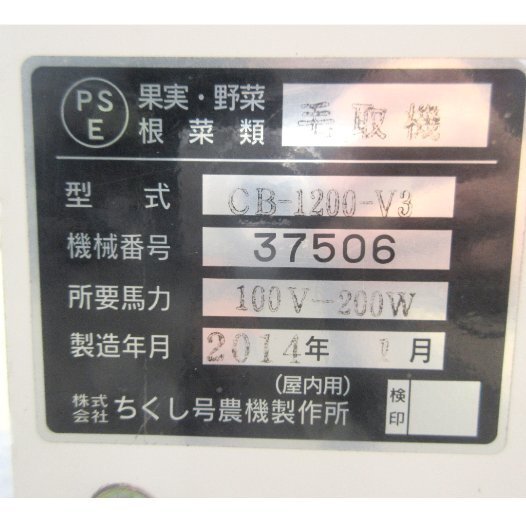 PS
E
果実・野菜
根菜類
毛取機
型式 CB-1200-V3
機械番号 37506
所要馬力 100V-200W
製造年月 2014年 1月
(屋内用)
株式会社 ちくし号農機製作所
検印